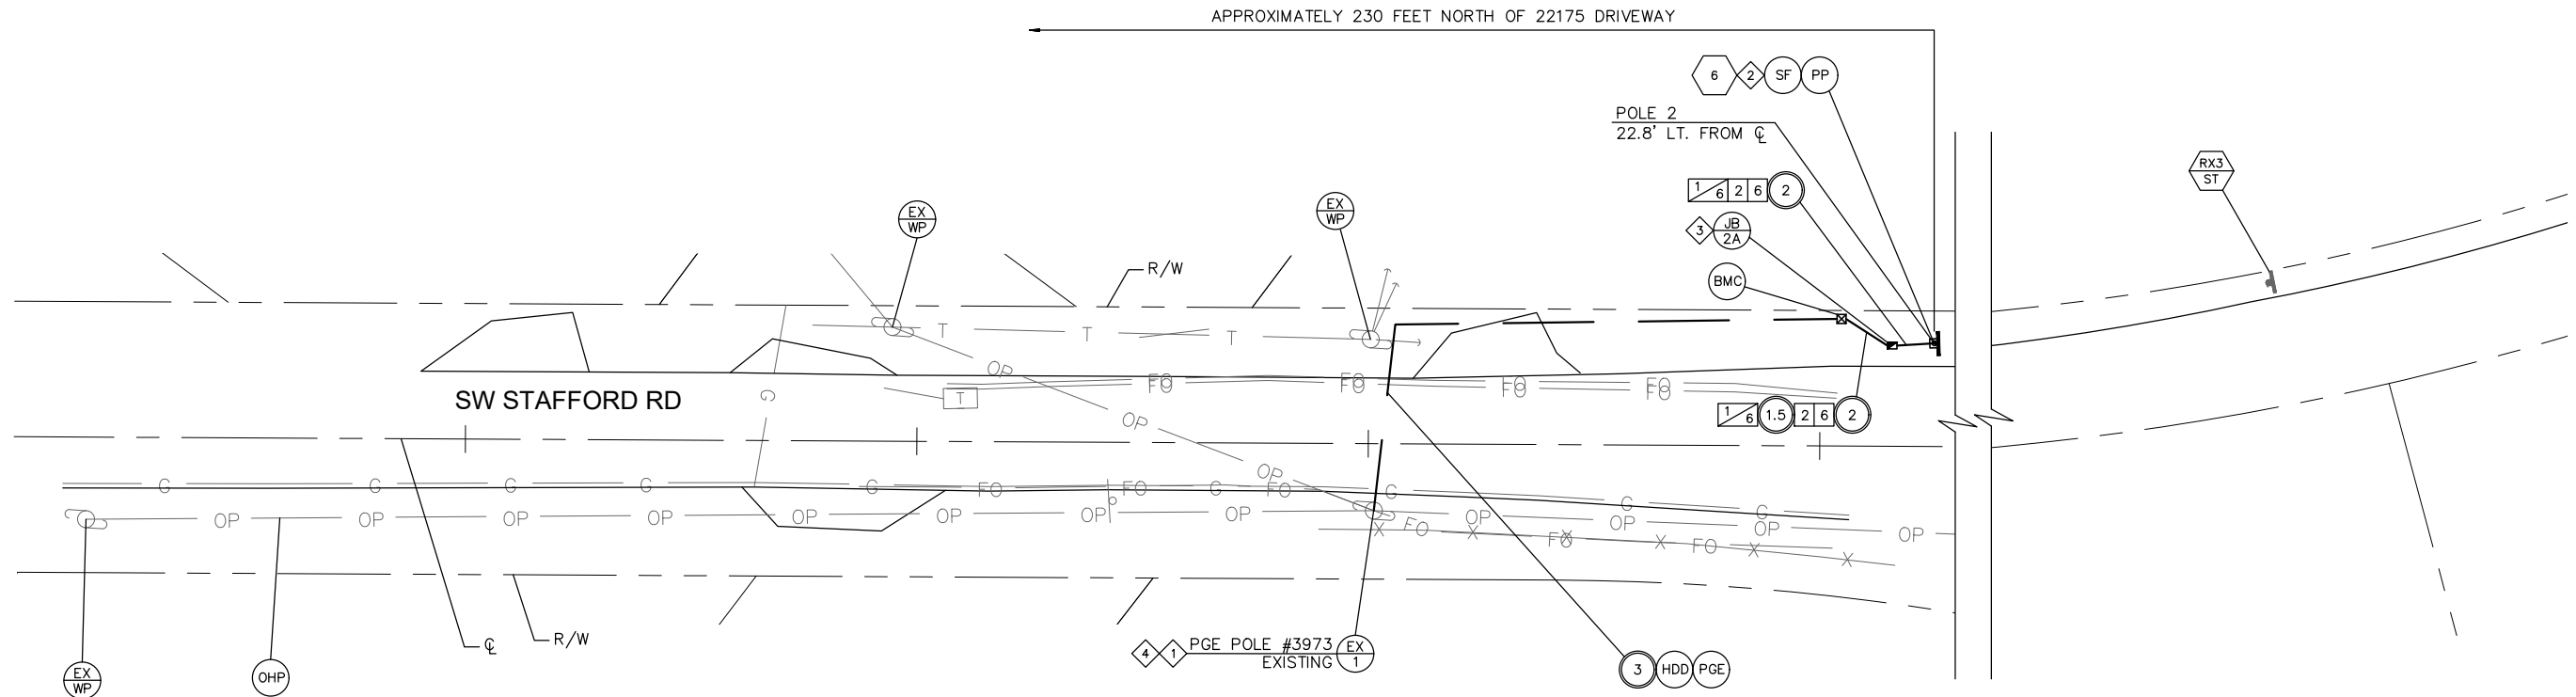 APPROXIMATELY 230 FEET NORTH OF 22175 DRIVEWAY
6 2 SF PP
POLE 2
22.8' LT. FROM ℄
RX3
ST
1/6 2 6 2
EX
WP
EX
WP
3 JB
2A
R/W
BMC
T T T
OP
FO FO FO FO
FO FO FO FO
T
G
SW STAFFORD RD
1/6 1.5 2 6 2
OP
OP
G G G G G FO FO G FO G G G
OP OP OP OP OP OP OP OP OP OP OP OP
X FO X FO X X FO X X
℄
R/W
4 1 PGE POLE #3973 EX
EXISTING 1
3 HDD PGE
EX
WP
OHP